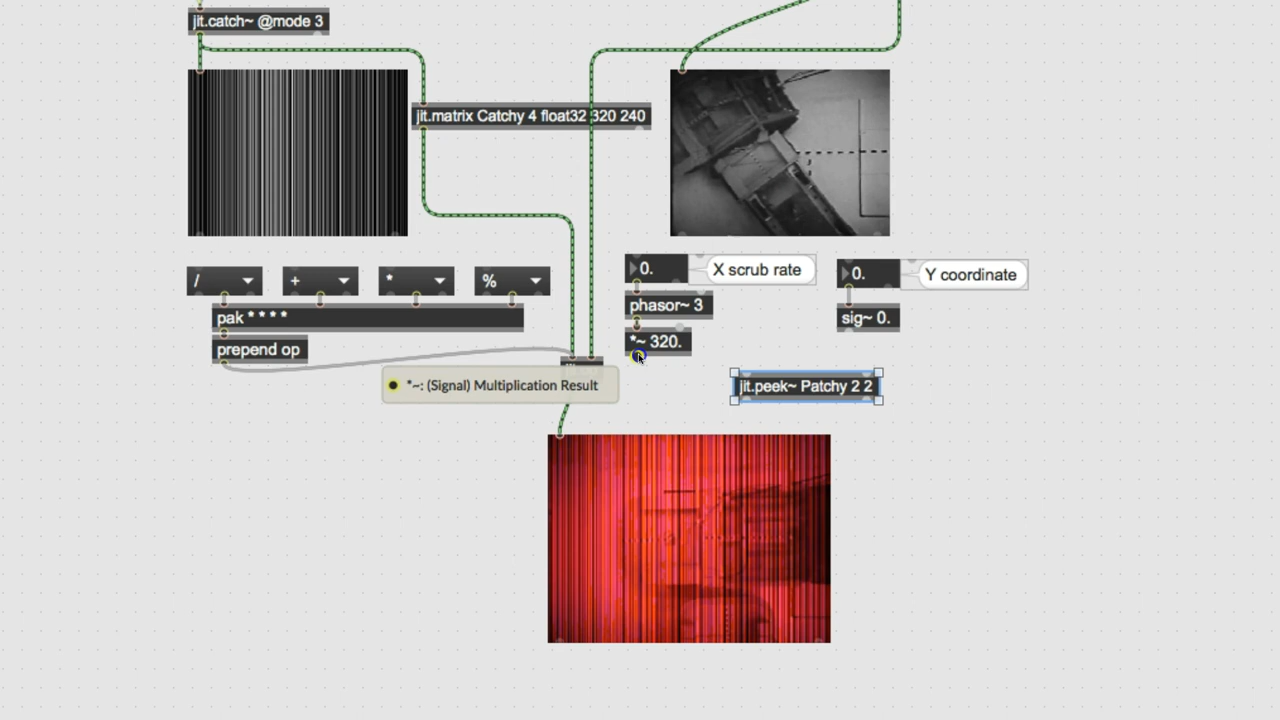 jit.catch~ @mode 3
jit.matrix Catchy 4 float32 320 240
/
+
*
%
pak * * * *
prepend op
0.
X scrub rate
phasor~ 3
*~ 320.
0.
Y coordinate
sig~ 0.
*~: (Signal) Multiplication Result
jit.peek~ Patchy 2 2